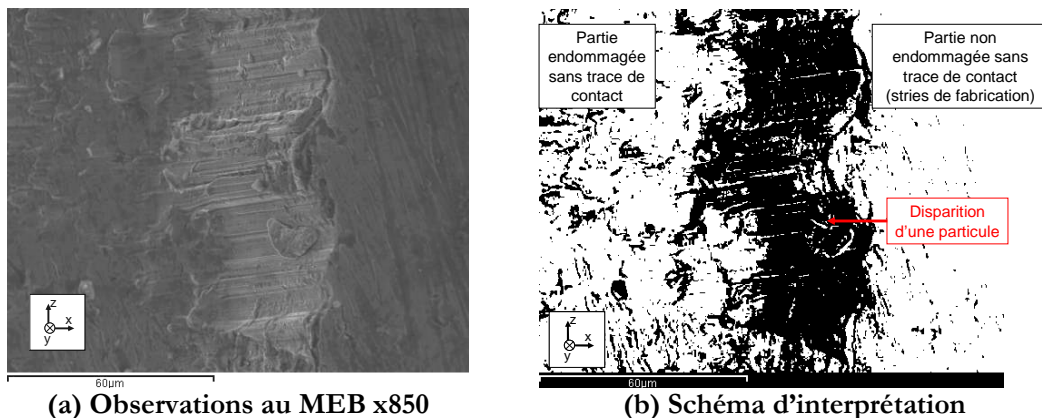 z
x
y
60µm
(a) Observations au MEB x850
Partie
endommagée
sans trace de
contact
Partie non
endommagée sans
trace de contact
(stries de fabrication)
Disparition
d'une particule
z
x
y
60µm
(b) Schéma d'interprétation